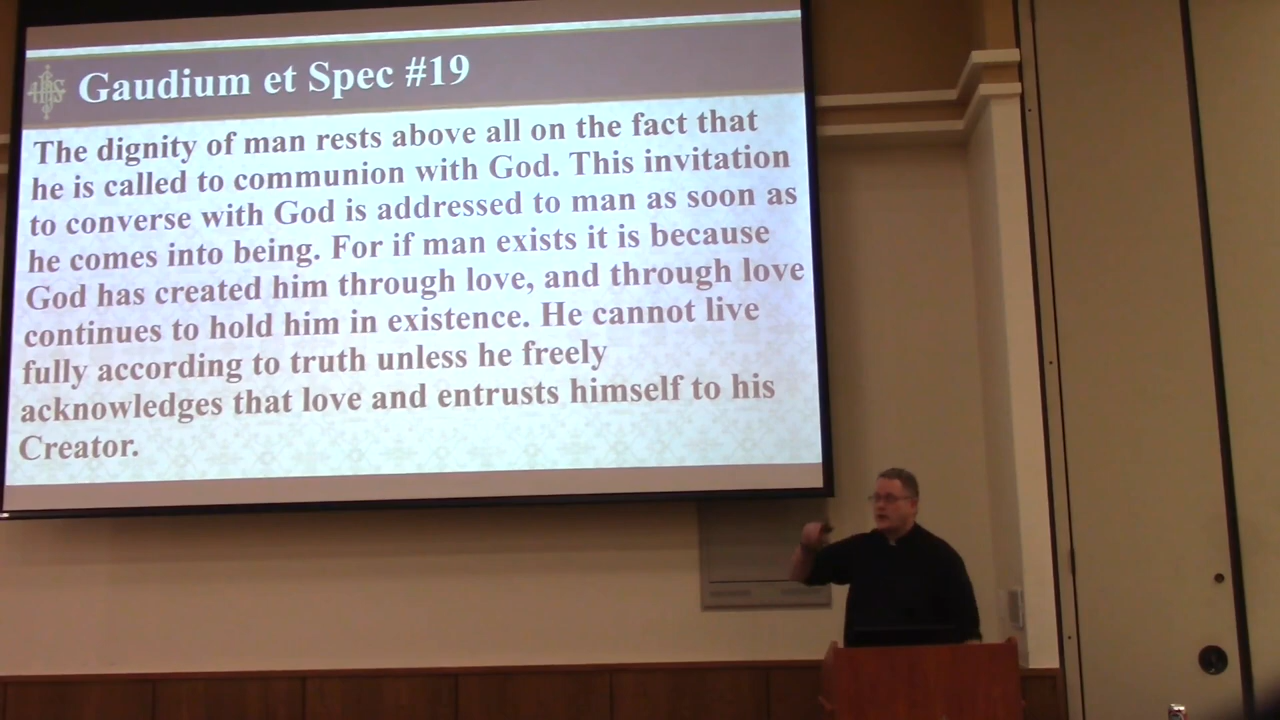 Gaudium et Spec #19
The dignity of man rests above all on the fact that
he is called to communion with God. This invitation
to converse with God is addressed to man as soon as
he comes into being. For if man exists it is because
God has created him through love, and through love
continues to hold him in existence. He cannot live
fully according to truth unless he freely
acknowledges that love and entrusts himself to his
Creator.